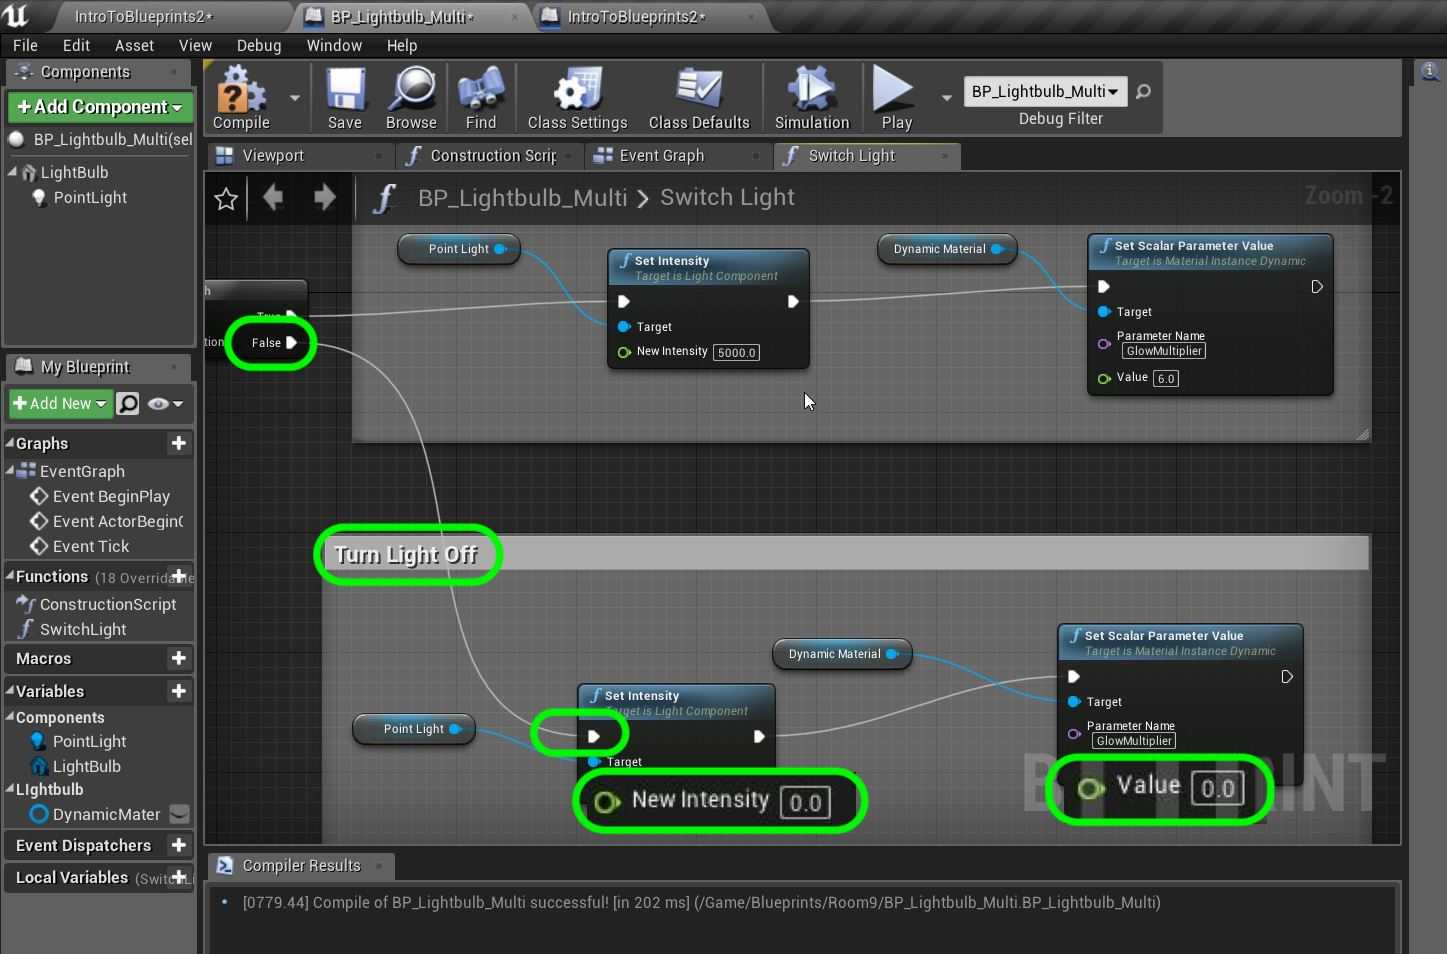 IntroToBlueprints2*
BP_Lightbulb_Multi*
IntroToBlueprints2*
File Edit Asset View Debug Window Help
Components
+Add Component
BP_Lightbulb_Multi(sel
LightBulb
PointLight
Compile
Save
Browse
Find
Class Settings
Class Defaults
Simulation
Play
BP_Lightbulb_Multi
Debug Filter
Viewport
Construction Scrip
Event Graph
Switch Light
BP_Lightbulb_Multi > Switch Light
Zoom -2
Point Light
Set Intensity
Target is Light Component
Target
New Intensity 5000.0
Dynamic Material
Set Scalar Parameter Value
Target is Material Instance Dynamic
Target
Parameter Name
GlowMultiplier
Value 6.0
h
True
tion
False
Turn Light Off
Dynamic Material
Set Scalar Parameter Value
Target is Material Instance Dynamic
Target
Parameter Name
GlowMultiplier
Value 0.0
Point Light
Set Intensity
Target is Light Component
Target
New Intensity 0.0
My Blueprint
+Add New
Graphs
EventGraph
Event BeginPlay
Event ActorBegin
Event Tick
Functions (18 Overridable
ConstructionScript
SwitchLight
Macros
Variables
Components
PointLight
LightBulb
LIghtbulb
DynamicMater
Event Dispatchers
Local Variables (SwitchLi
Compiler Results
[0779.44] Compile of BP_Lightbulb_Multi successful! [in 202 ms] (/Game/Blueprints/Room9/BP_Lightbulb_Multi.BP_Lightbulb_Multi)